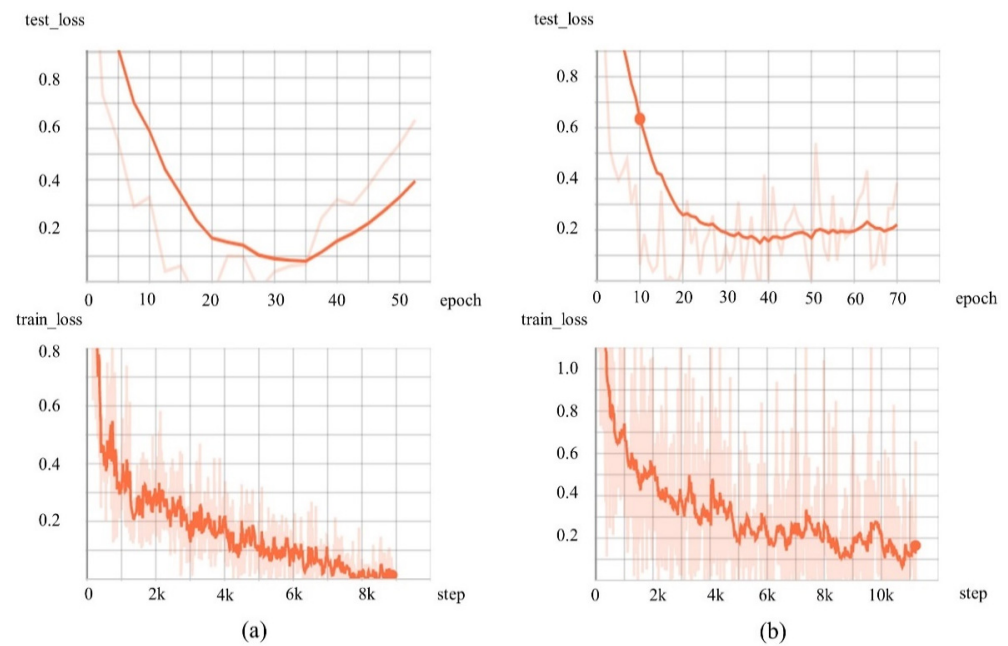 test_loss
0.8
0.6
0.4
0.2
0 10 20 30 40 50 epoch
train_loss
0.8
0.6
0.4
0.2
0 2k 4k 6k 8k step
(a)
test_loss
0.8
0.6
0.4
0.2
0 10 20 30 40 50 60 70 epoch
train_loss
1.0
0.8
0.6
0.4
0.2
0 2k 4k 6k 8k 10k step
(b)